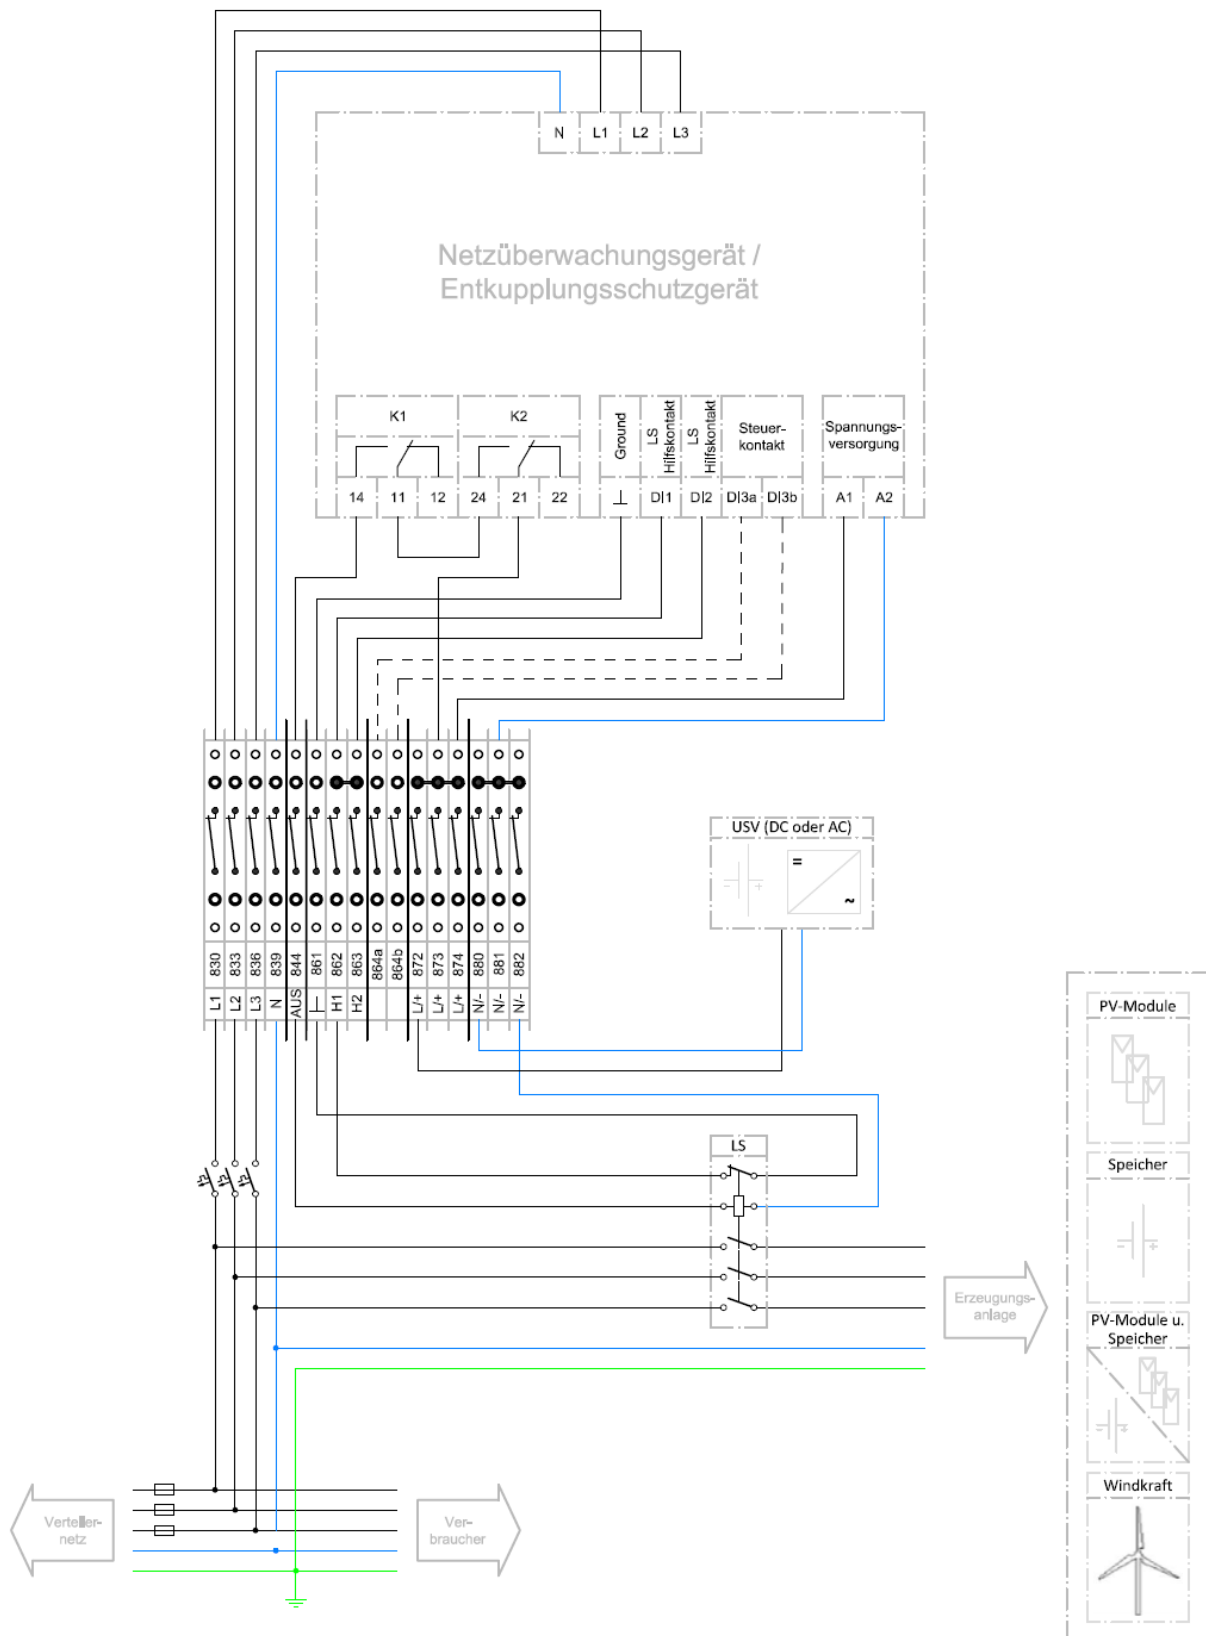 N L1 L2 L3
Netzüberwachungsgerät /
Entkupplungsschutzgerät
K1 K2
Ground
LS
Hilfskontakt
LS
Hilfskontakt
Steuer-
kontakt
Spannungs-
versorgung
14 11 12 24 21 22 ⊥ DI1 DI2 DI3a DI3b A1 A2
USV (DC oder AC)
=
~
- +
830 833 836 839 844 861 862 863 864a 864b 872 873 874 880 881 882
L1 L2 L3 N AUS ⊥ H1 H2 L/+ L/+ L/+ N/- N/- N/-
LS
PV-Module
Speicher
- +
Erzeugungs-
anlage
PV-Module u.
Speicher
Windkraft
Verteiler-
netz
Ver-
braucher